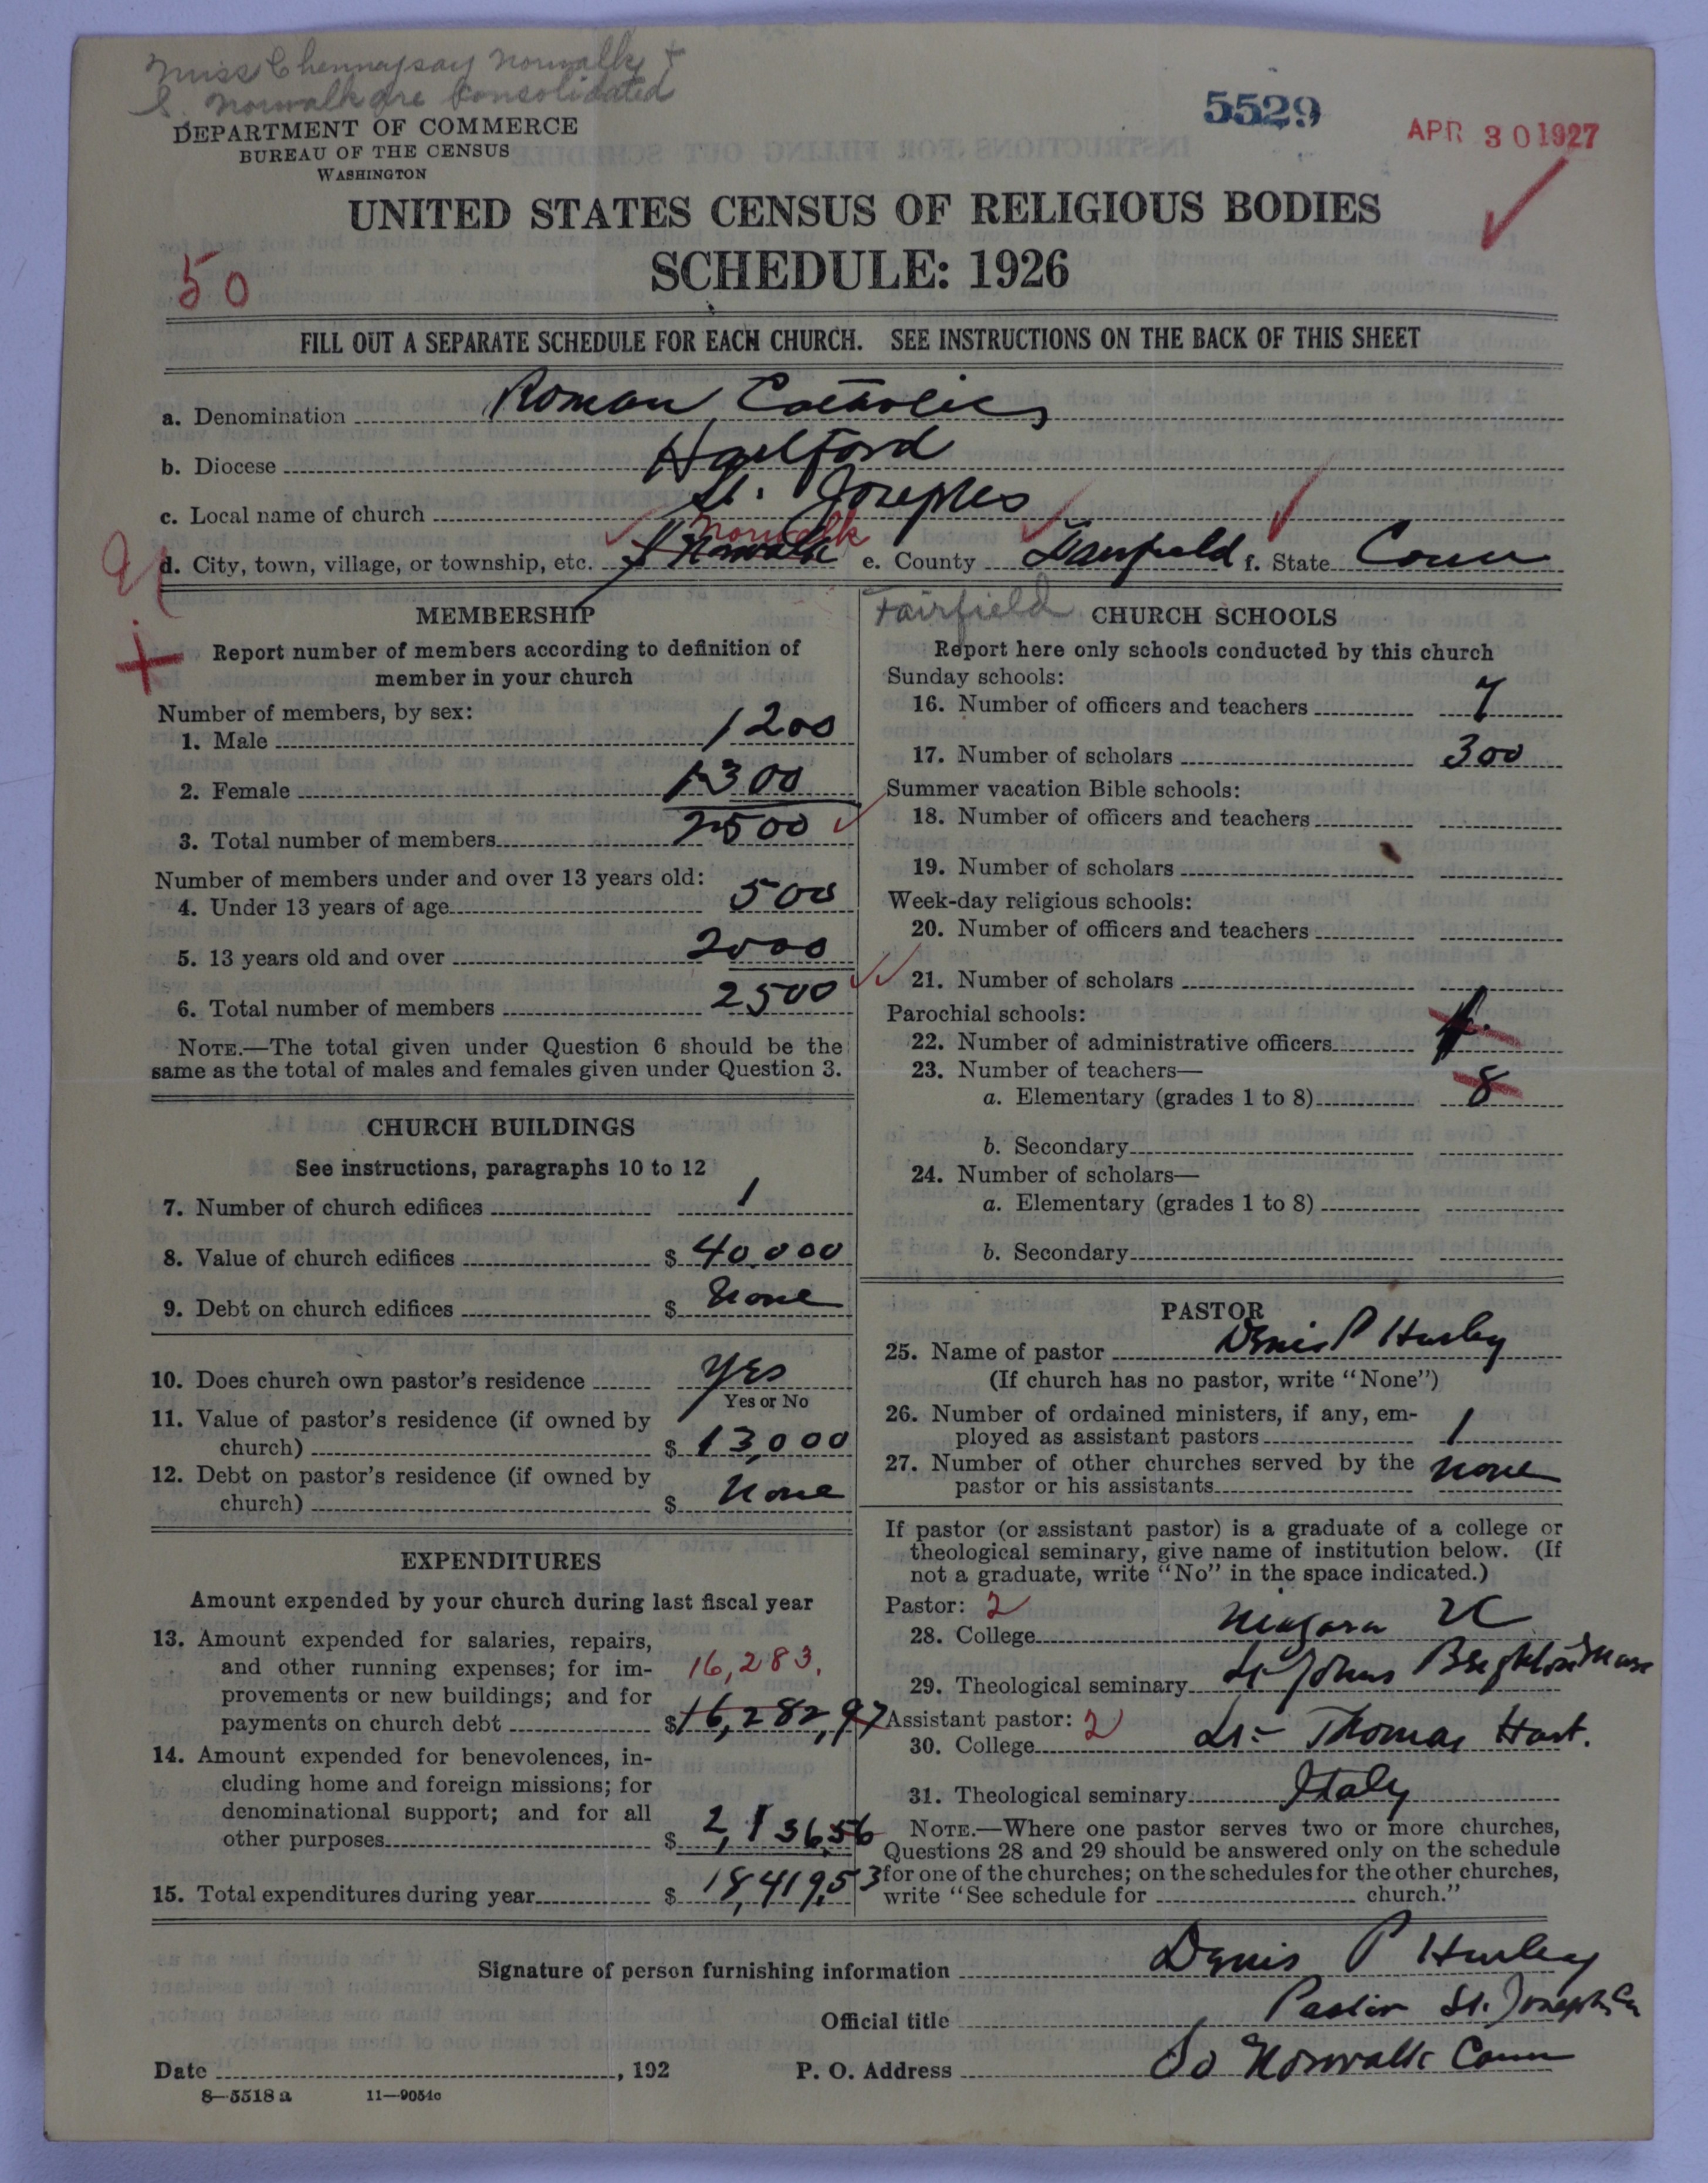 Miss Chennaysay Norwalk &
S. Norwalk are consolidated
5529
APR 30 1927
DEPARTMENT OF COMMERCE
BUREAU OF THE CENSUS
WASHINGTON
UNITED STATES CENSUS OF RELIGIOUS BODIES
SCHEDULE: 1926
50
FILL OUT A SEPARATE SCHEDULE FOR EACH CHURCH. SEE INSTRUCTIONS ON THE BACK OF THIS SHEET
a. Denomination Roman Catholic
b. Diocese Hartford
c. Local name of church St. Josephs
Norwalk
d. City, town, village, or township, etc. S Norwalk e. County Fairfield f. State Conn
Fairfield
MEMBERSHIP
Report number of members according to definition of
member in your church
Number of members, by sex:
1. Male 1200
2. Female 1300
3. Total number of members 2500
Number of members under and over 13 years old:
4. Under 13 years of age 500
5. 13 years old and over 2000
6. Total number of members 2500
NOTE.—The total given under Question 6 should be the
same as the total of males and females given under Question 3.
CHURCH BUILDINGS
See instructions, paragraphs 10 to 12
7. Number of church edifices 1
8. Value of church edifices $ 40,000
9. Debt on church edifices $ None
10. Does church own pastor's residence Yes
Yes or No
11. Value of pastor's residence (if owned by
church) $ 13,000
12. Debt on pastor's residence (if owned by
church) $ None
EXPENDITURES
Amount expended by your church during last fiscal year
13. Amount expended for salaries, repairs,
and other running expenses; for im- 16,283.
provements or new buildings; and for
payments on church debt $ 16,282,97
14. Amount expended for benevolences, in-
cluding home and foreign missions; for
denominational support; and for all
other purposes $ 2,136,56
15. Total expenditures during year $ 18,419,53
CHURCH SCHOOLS
Report here only schools conducted by this church
Sunday schools:
16. Number of officers and teachers 7
17. Number of scholars 300
Summer vacation Bible schools:
18. Number of officers and teachers
19. Number of scholars
Week-day religious schools:
20. Number of officers and teachers
21. Number of scholars
Parochial schools:
22. Number of administrative officers
23. Number of teachers—
a. Elementary (grades 1 to 8) 8
b. Secondary
24. Number of scholars—
a. Elementary (grades 1 to 8)
b. Secondary
PASTOR
25. Name of pastor Denis P Hurley
(If church has no pastor, write "None")
26. Number of ordained ministers, if any, em-
ployed as assistant pastors 1
27. Number of other churches served by the
pastor or his assistants none
If pastor (or assistant pastor) is a graduate of a college or
theological seminary, give name of institution below. (If
not a graduate, write "No" in the space indicated.)
Pastor: 2
28. College Niagara U
29. Theological seminary St Johns Brighton Mass
Assistant pastor: 2
30. College St. Thomas Hart.
31. Theological seminary Italy
NOTE.—Where one pastor serves two or more churches,
Questions 28 and 29 should be answered only on the schedule
for one of the churches; on the schedules for the other churches,
write "See schedule for church."
Signature of person furnishing information Denis P Hurley
Official title Pastor St. Josephs Ch
Date , 192 P. O. Address So Norwalk Conn
8—5518 a 11—9054c